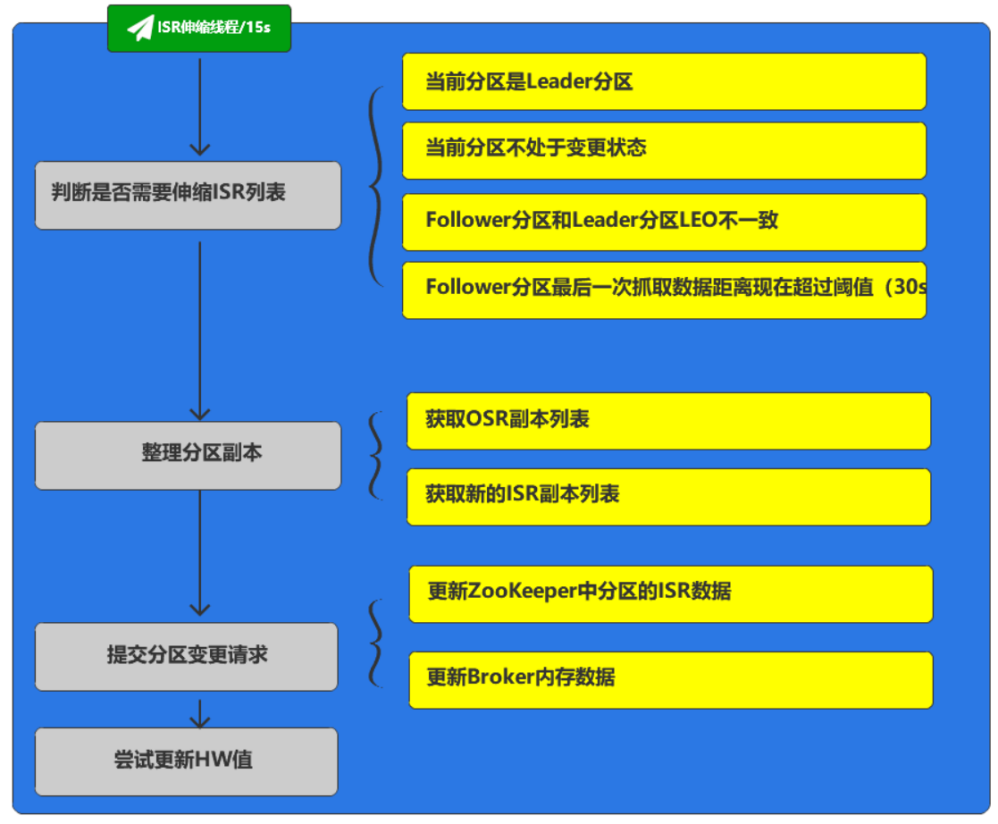 ISR伸缩线程/15s
当前分区是Leader分区
当前分区不处于变更状态
判断是否需要伸缩ISR列表
Follower分区和Leader分区LEO不一致
Follower分区最后一次抓取数据距离现在超过阈值（30s
获取OSR副本列表
整理分区副本
获取新的ISR副本列表
更新ZooKeeper中分区的ISR数据
提交分区变更请求
更新Broker内存数据
尝试更新HW值